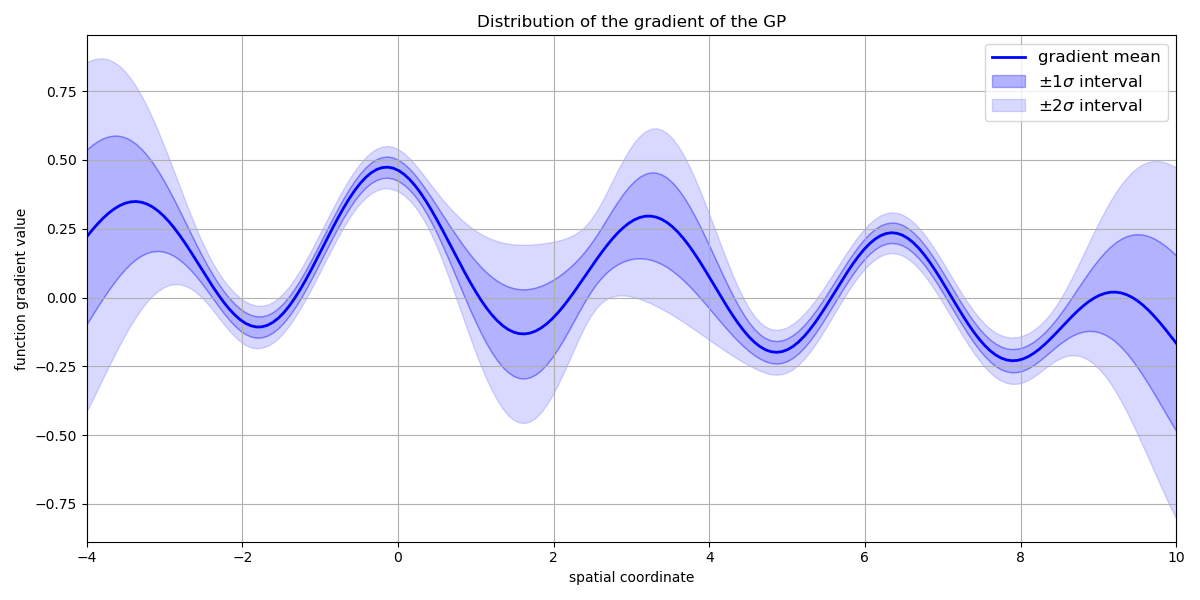 Distribution of the gradient of the GP
gradient mean
±1σ interval
±2σ interval
function gradient value
0.75
0.50
0.25
0.00
−0.25
−0.50
−0.75
−4
−2
0
2
4
6
8
10
spatial coordinate